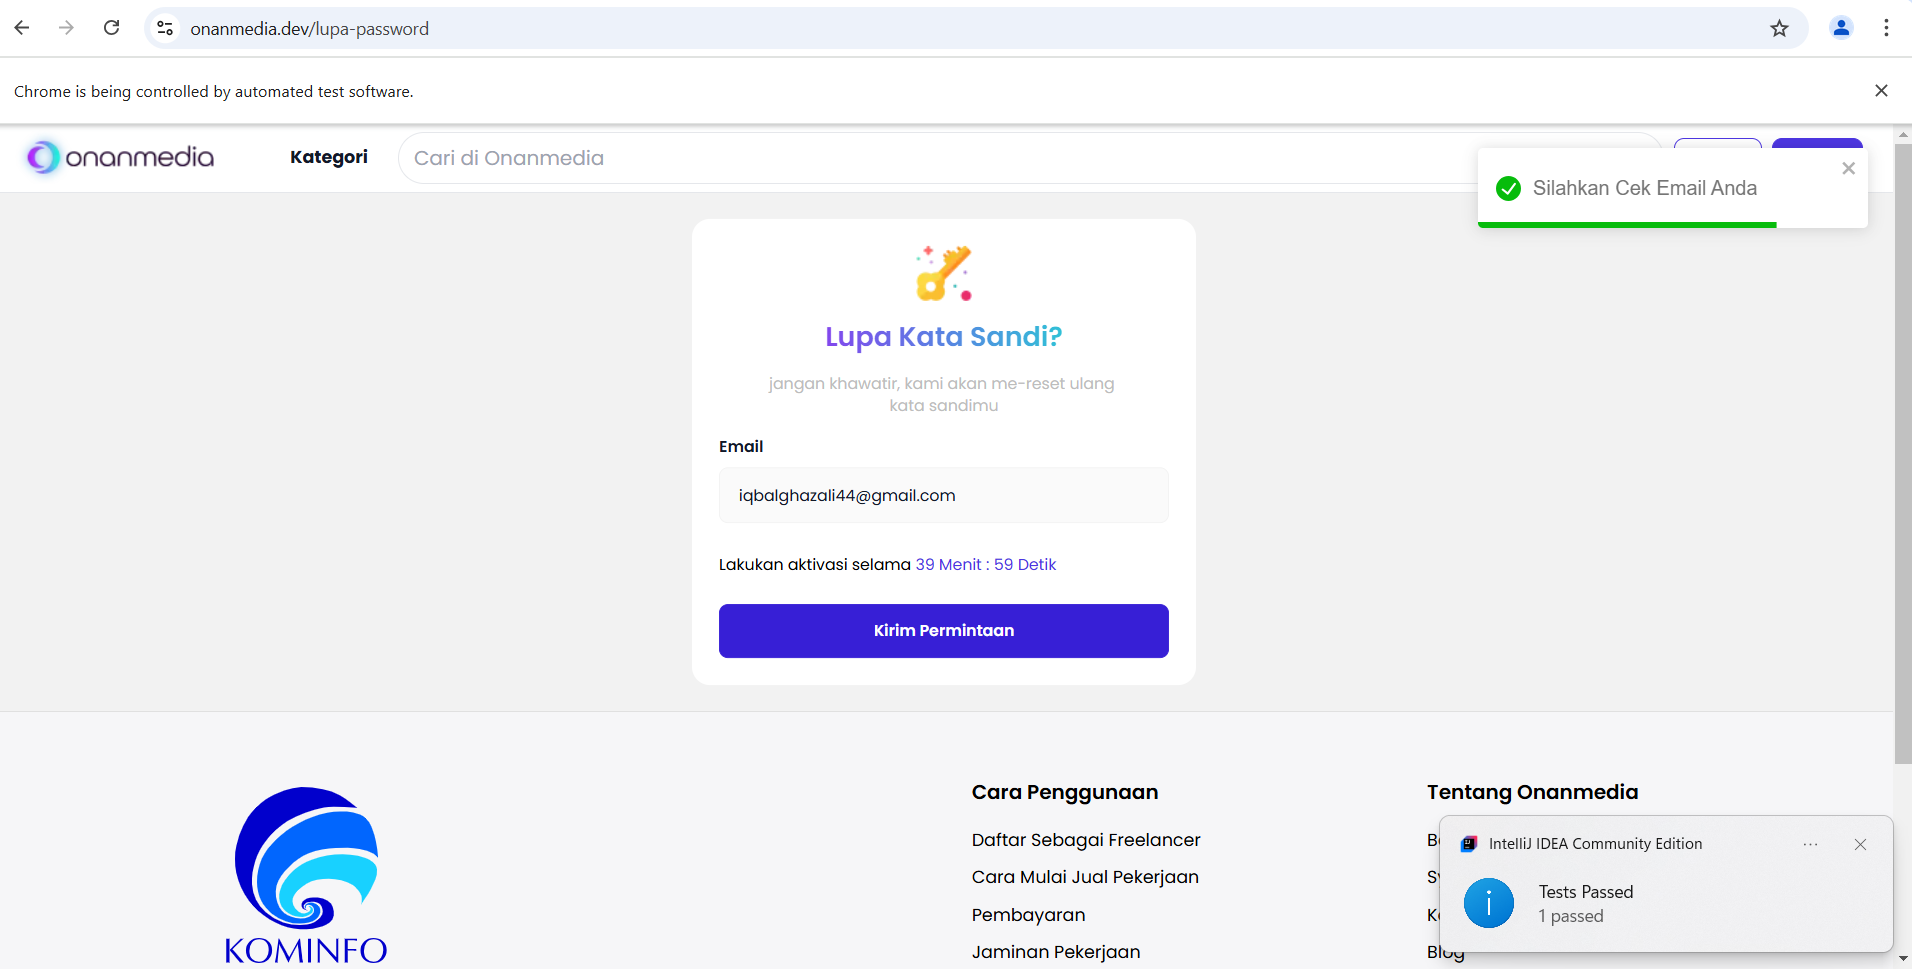 onanmedia.dev/lupa-password
Chrome is being controlled by automated test software.
onanmedia
Kategori
Cari di Onanmedia
Silahkan Cek Email Anda
Lupa Kata Sandi?
jangan khawatir, kami akan me-reset ulang
kata sandimu
Email
iqbalghazali44@gmail.com
Lakukan aktivasi selama 39 Menit : 59 Detik
Kirim Permintaan
KOMINFO
Cara Penggunaan
Daftar Sebagai Freelancer
Cara Mulai Jual Pekerjaan
Pembayaran
Jaminan Pekerjaan
Tentang Onanmedia
Blog
IntelliJ IDEA Community Edition
Tests Passed
1 passed